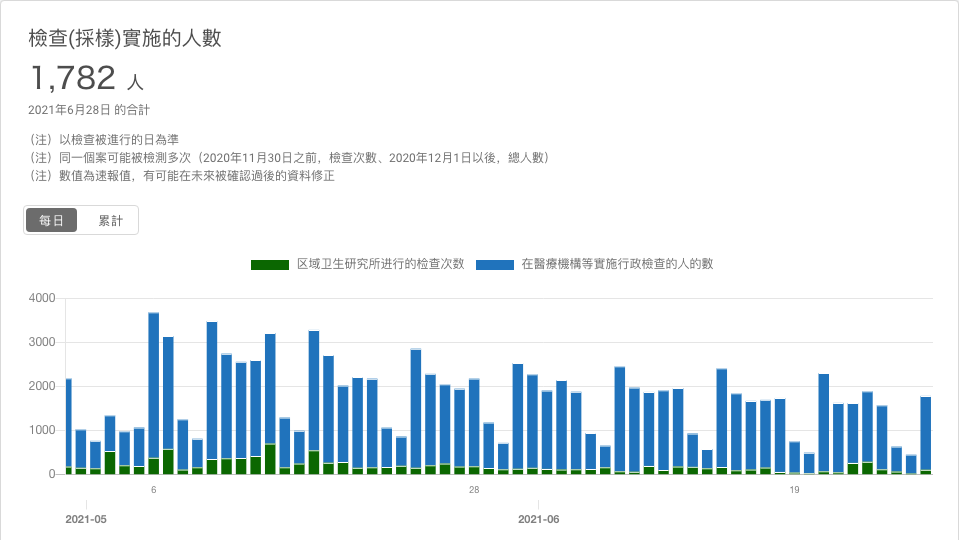 檢查(採樣)實施的人數
1,782 人
2021年6月28日 的合計
（注）以檢查被進行的日為準
（注）同一個案可能被檢測多次（2020年11月30日之前，檢查次數、2020年12月1日以後，總人數）
（注）數值為速報值，有可能在未來被確認過後的資料修正
每日 累計
区域卫生研究所进行的检查次数 在醫療機構等實施行政檢查的人的數
4000
3000
2000
1000
0
6 28 19
2021-05 2021-06